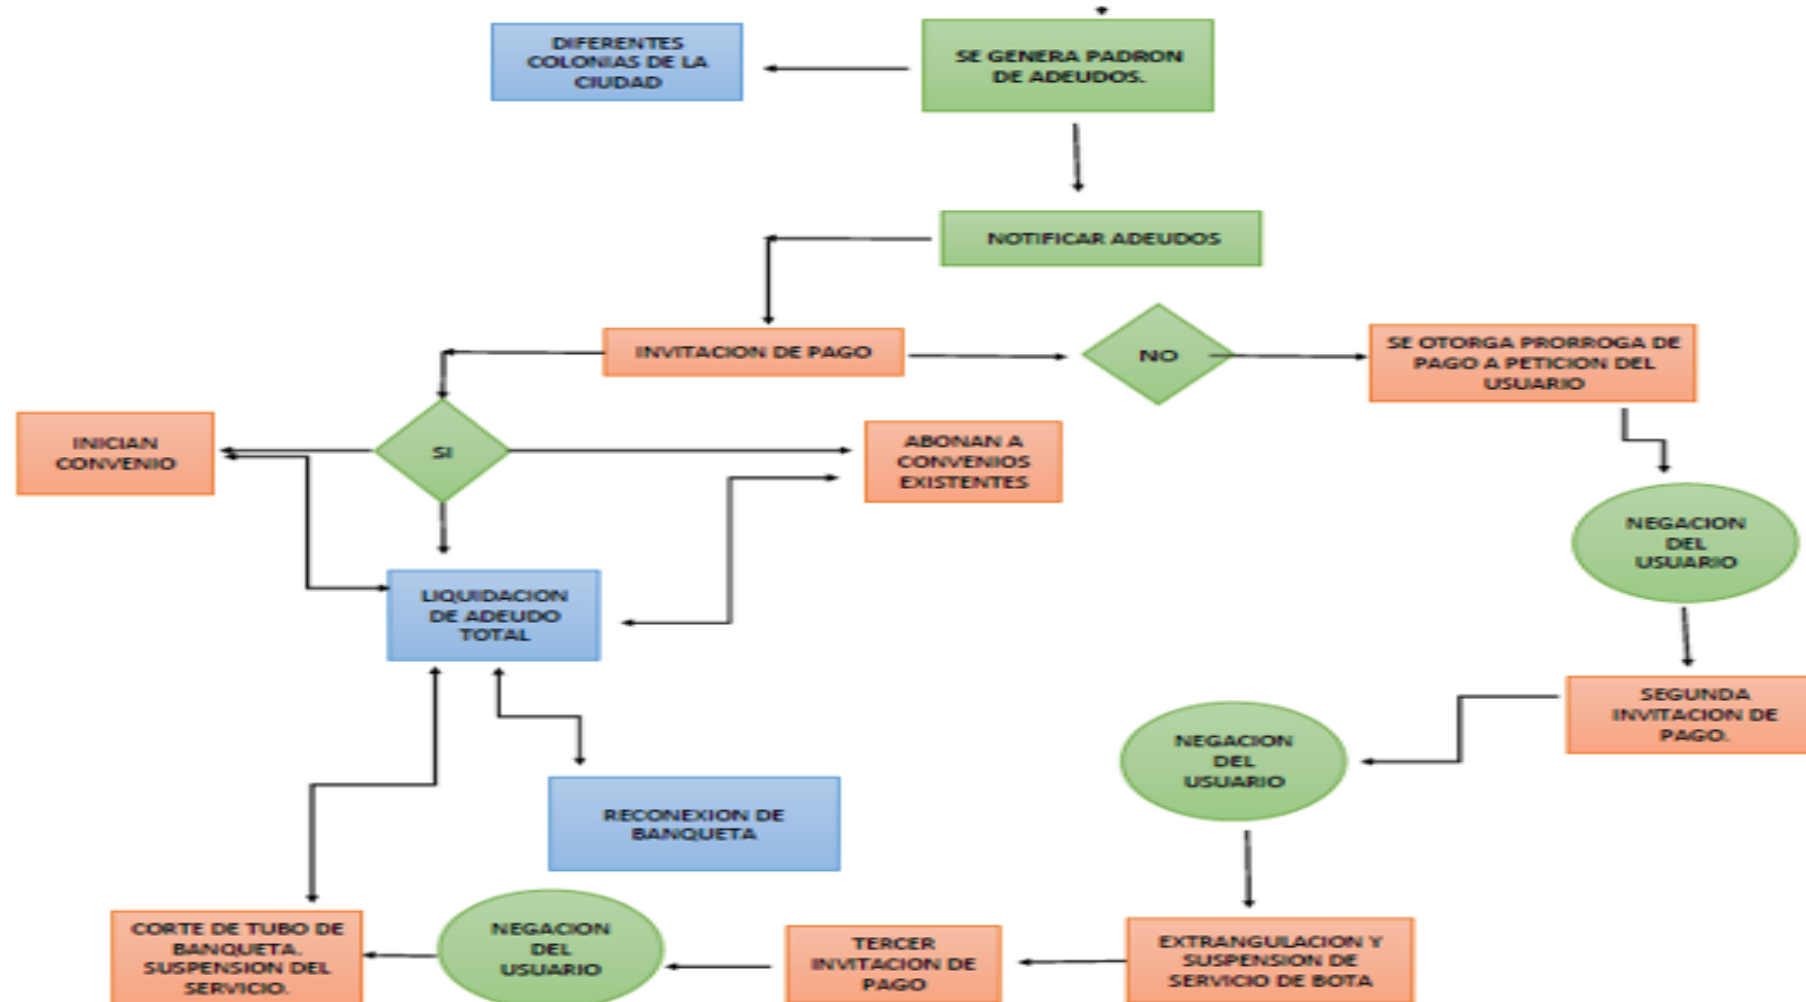 DIFERENTES
COLONIAS DE LA
CIUDAD
SE GENERA PADRON
DE ADEUDOS.
NOTIFICAR ADEUDOS
INVITACION DE PAGO
NO
SE OTORGA PRORROGA DE
PAGO A PETICION DEL
USUARIO
INICIAN
CONVENIO
SI
ABONAN A
CONVENIOS
EXISTENTES
NEGACION
DEL
USUARIO
LIQUIDACION
DE ADEUDO
TOTAL
SEGUNDA
INVITACION DE
PAGO.
NEGACION
DEL
USUARIO
RECONEXION DE
BANQUETA
CORTE DE TUBO DE
BANQUETA.
SUSPENSION DEL
SERVICIO.
NEGACION
DEL
USUARIO
TERCER
INVITACION DE
PAGO
EXTRANGULACION Y
SUSPENSION DE
SERVICIO DE BOTA